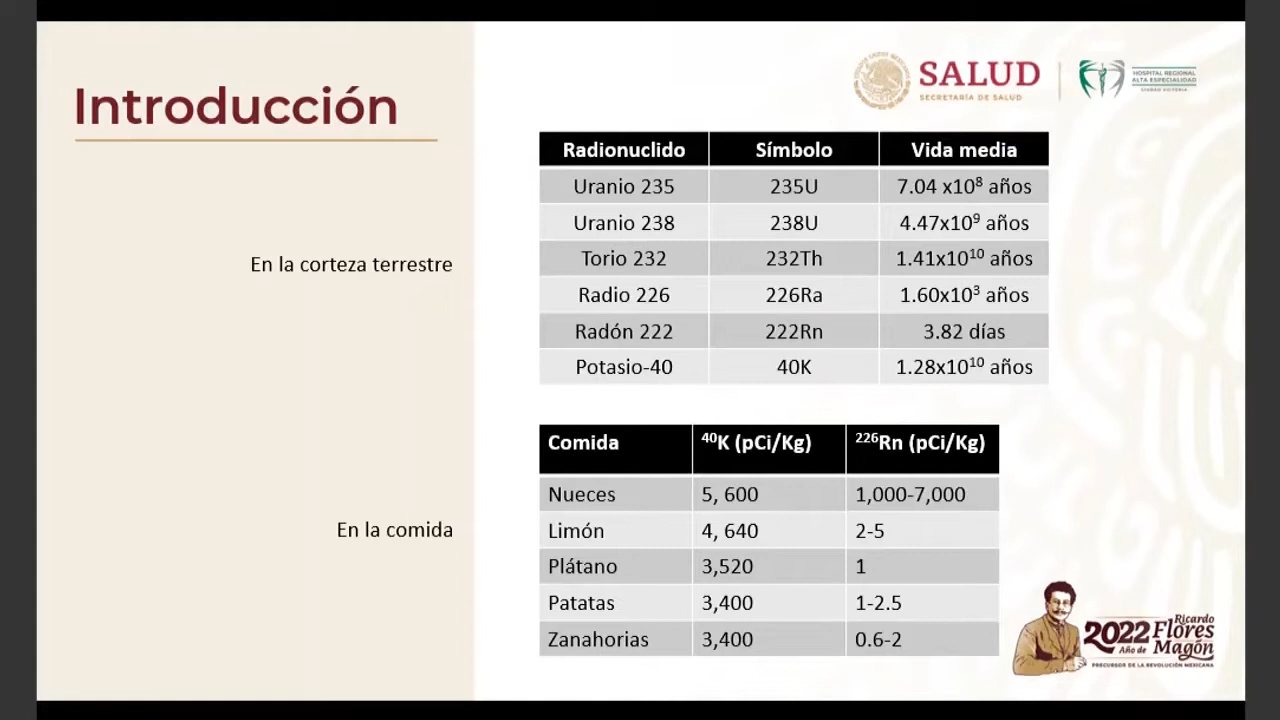 Introducción
SALUD
SECRETARÍA DE SALUD
HOSPITAL REGIONAL
ALTA ESPECIALIDAD
CIUDAD VICTORIA
En la corteza terrestre
Radionuclido Símbolo Vida media
Uranio 235 235U 7.04 x10⁸ años
Uranio 238 238U 4.47x10⁹ años
Torio 232 232Th 1.41x10¹⁰ años
Radio 226 226Ra 1.60x10³ años
Radón 222 222Rn 3.82 días
Potasio-40 40K 1.28x10¹⁰ años
En la comida
Comida ⁴⁰K (pCi/Kg) ²²⁶Rn (pCi/Kg)
Nueces 5, 600 1,000-7,000
Limón 4, 640 2-5
Plátano 3,520 1
Patatas 3,400 1-2.5
Zanahorias 3,400 0.6-2
2022 Ricardo
Flores
Año de Magón
PRECURSOR DE LA REVOLUCIÓN MEXICANA